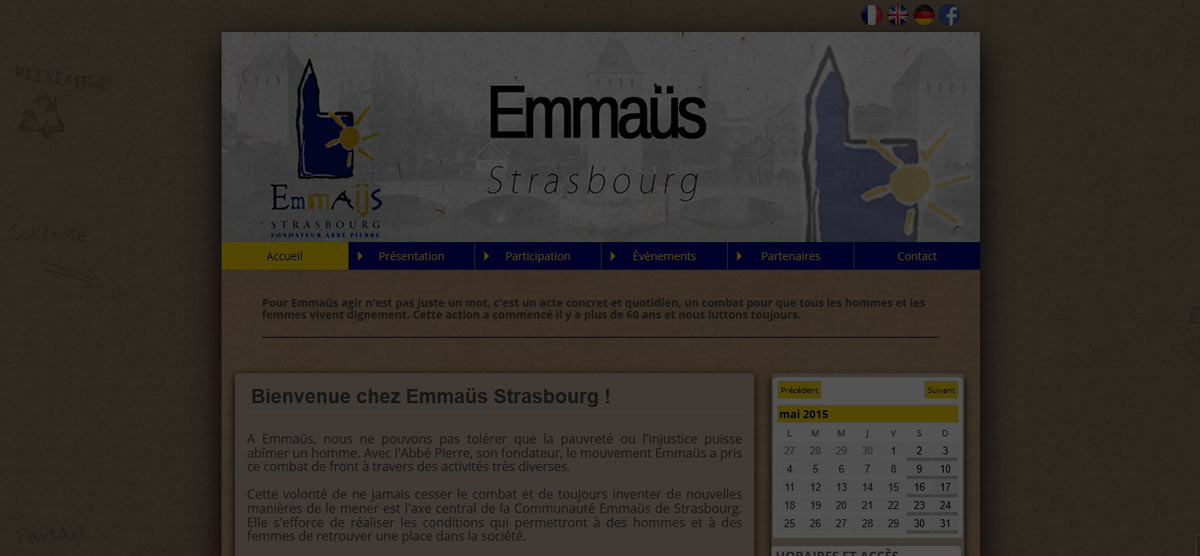 RECYCLAGE
Emmaüs
Strasbourg
EmmAÜS
STRASBOURG
FONDATEUR ABBÉ PIERRE
Solidarité
Accueil
Présentation
Participation
Évènements
Partenaires
Contact
Pour Emmaüs agir n'est pas juste un mot, c'est un acte concret et quotidien, un combat pour que tous les hommes et les
femmes vivent dignement. Cette action a commencé il y a plus de 60 ans et nous luttons toujours.
Bienvenue chez Emmaüs Strasbourg !
A Emmaüs, nous ne pouvons pas tolérer que la pauvreté ou l'injustice puisse
abîmer un homme. Avec l'Abbé Pierre, son fondateur, le mouvement Emmaüs a pris
ce combat de front à travers des activités très diverses.
Cette volonté de ne jamais cesser le combat et de toujours inventer de nouvelles
manières de le mener est l'axe central de la Communauté Emmaüs de Strasbourg.
Elle s'efforce de réaliser les conditions qui permettront à des hommes et à des
femmes de retrouver une place dans la société.
Précédent Suivant
mai 2015
L M M J V S D
27 28 29 30 1 2 3
4 5 6 7 8 9 10
11 12 13 14 15 16 17
18 19 20 21 22 23 24
25 26 27 28 29 30 31
HORAIRES ET ACCÈS
Partage